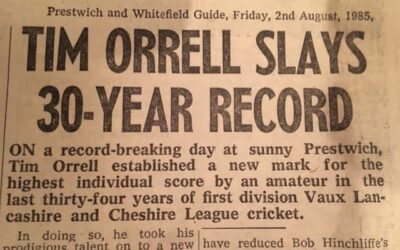 Prestwich and Whitefield Guide, Friday, 2nd August, 1985,
TIM ORRELL SLAYS
30-YEAR RECORD
ON a record-breaking day at sunny Prestwich,
Tim Orrell established a new mark for the
highest individual score by an amateur in the
last thirty-four years of first division Vaux Lan-
cashire and Cheshire League cricket.
In doing so, he took his
prodigious talent on to a new
have reduced Bob Hinchliffe's